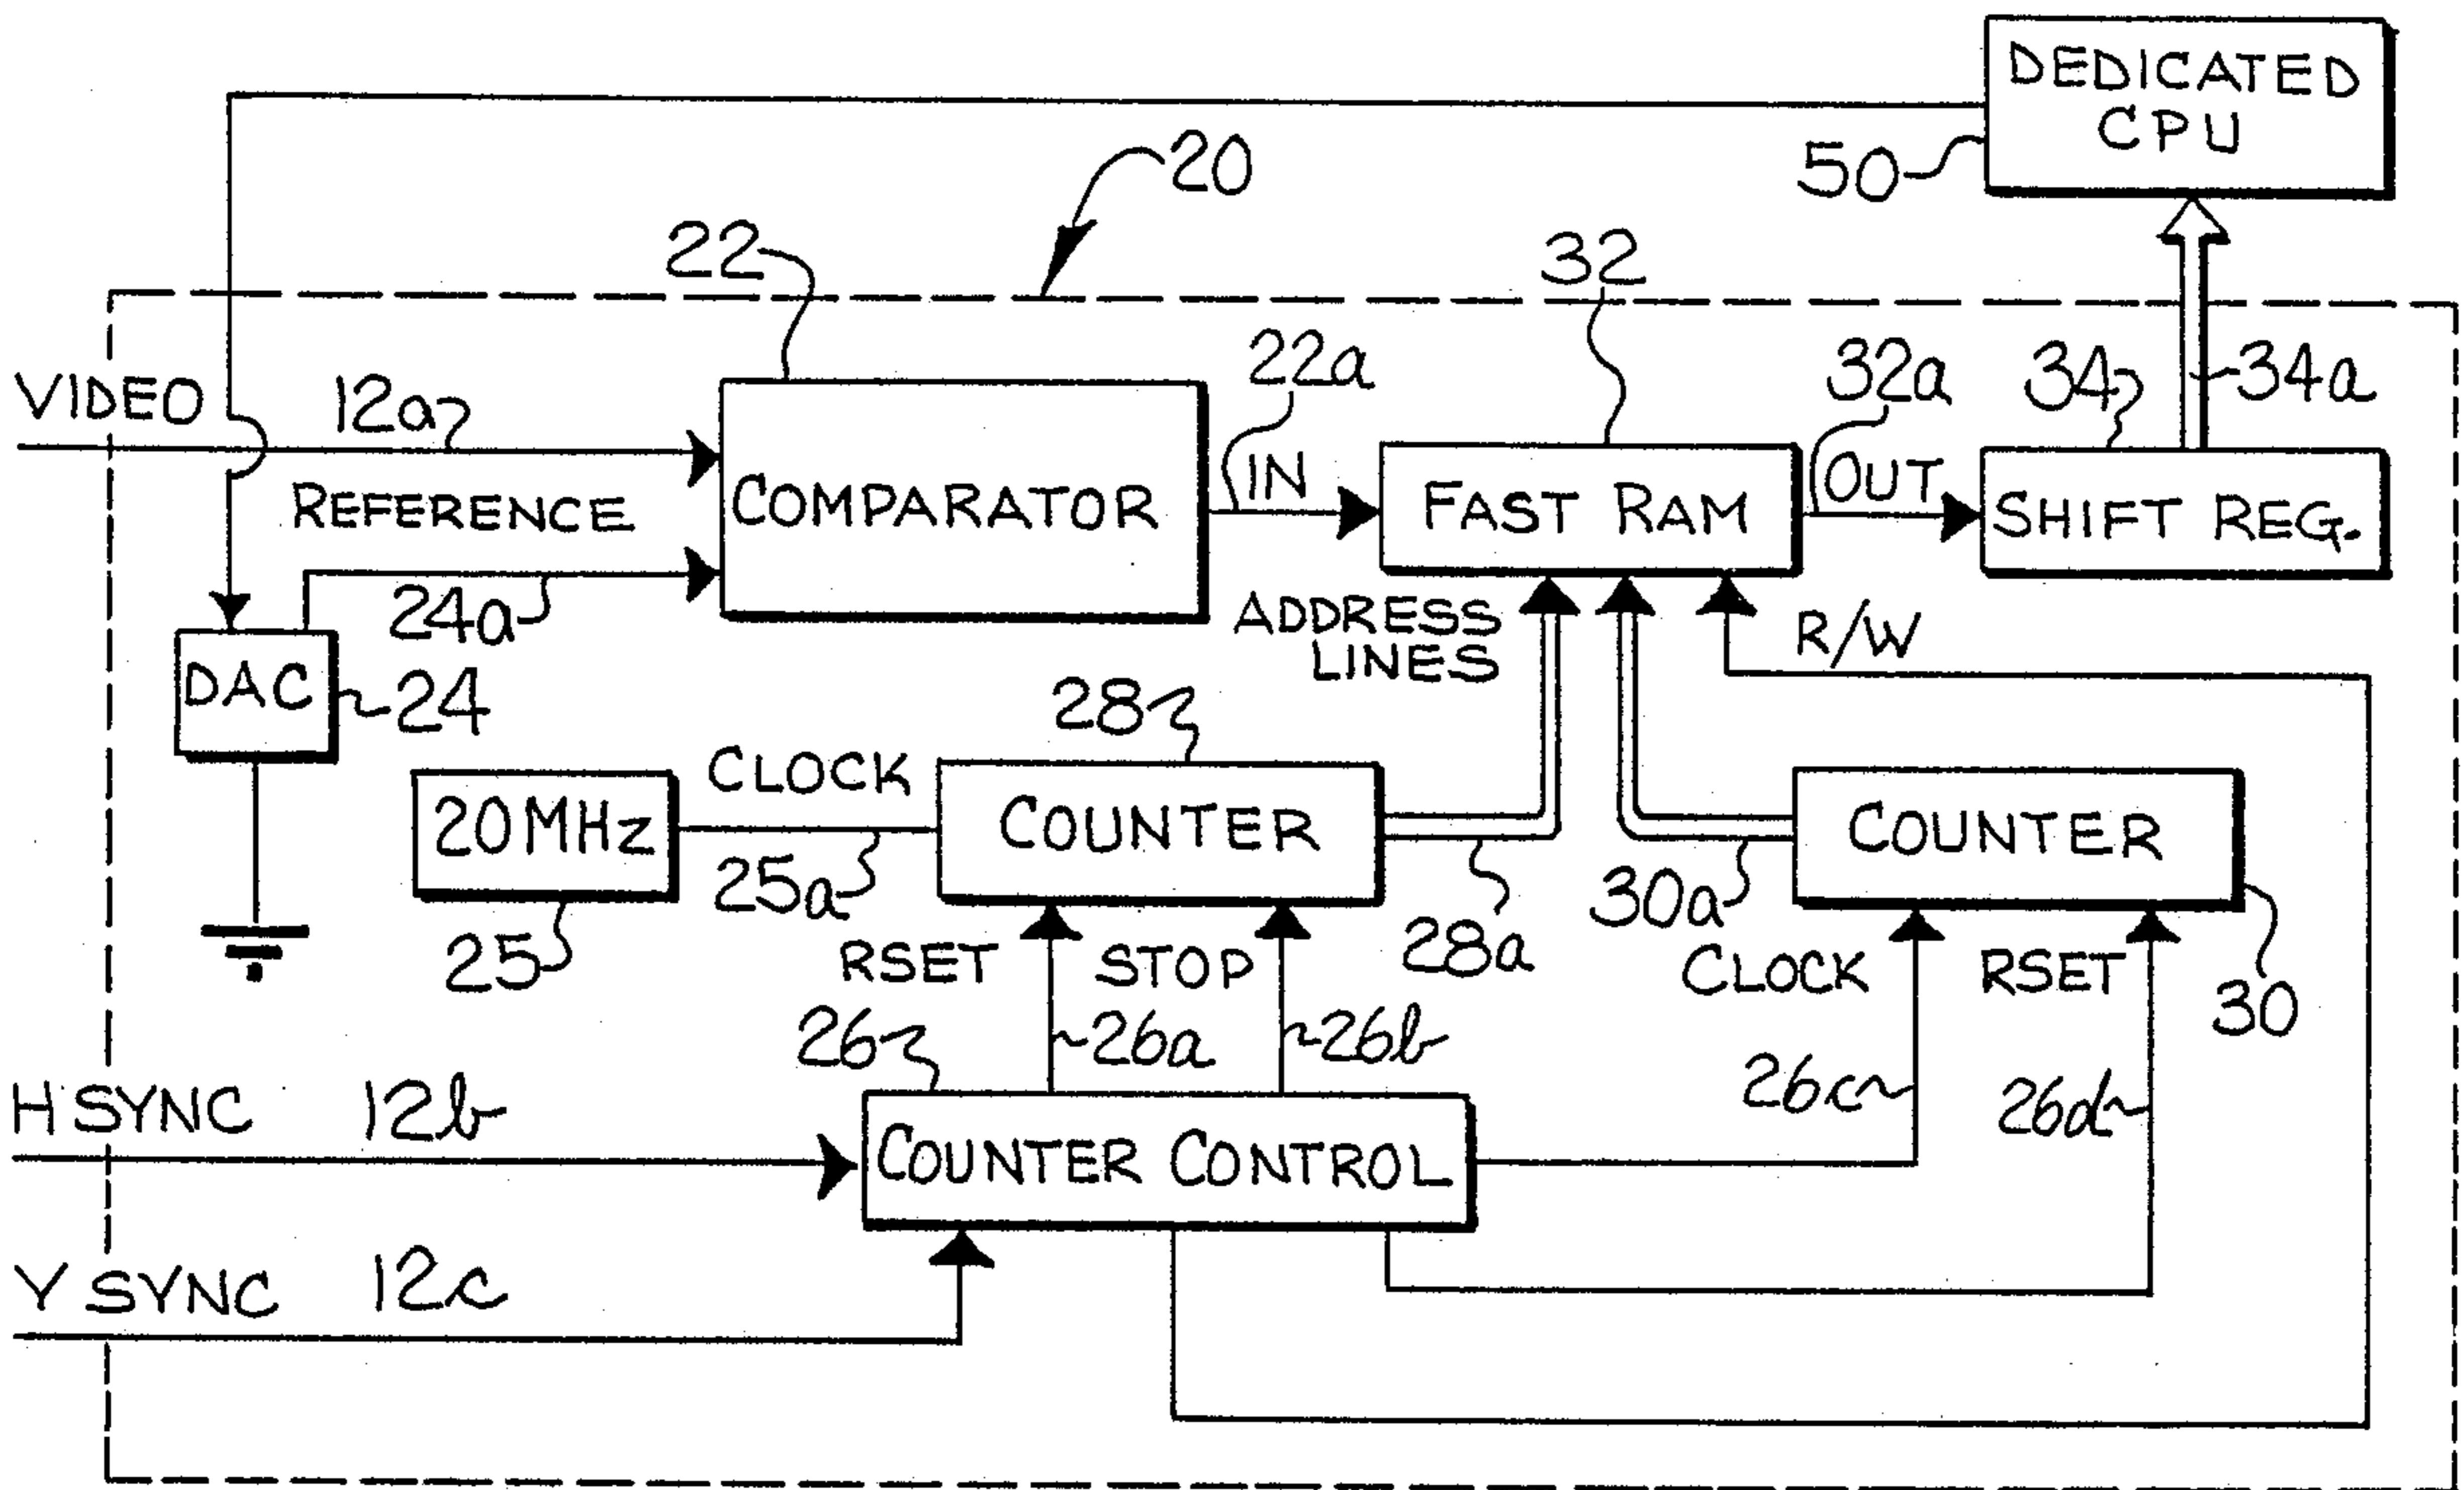 DEDICATED
CPU
50
20
22
32
VIDEO
12a
22a
32a
34
34a
REFERENCE
COMPARATOR
IN
FAST RAM
OUT
SHIFT REG.
24a
ADDRESS
LINES
R/W
DAC
24
28
20MHz
CLOCK
COUNTER
COUNTER
25a
25
30a
28a
RSET
STOP
CLOCK
RSET
30
26
26a
26b
26c
26d
H SYNC
12b
COUNTER CONTROL
Y SYNC
12c